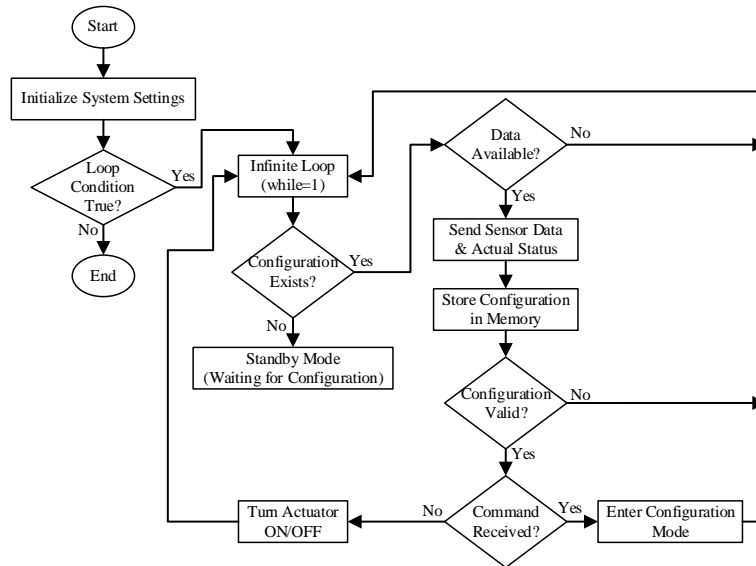 Start
Initialize System Settings
Loop
Condition
True?
Yes
No
End
Infinite Loop
(while=1)
Configuration
Exists?
Yes
No
Standby Mode
(Waiting for Configuration)
Data
Available?
No
Yes
Send Sensor Data
& Actual Status
Store Configuration
in Memory
Configuration
Valid?
No
Yes
Command
Received?
No
Yes
Turn Actuator
ON/OFF
Enter Configuration
Mode